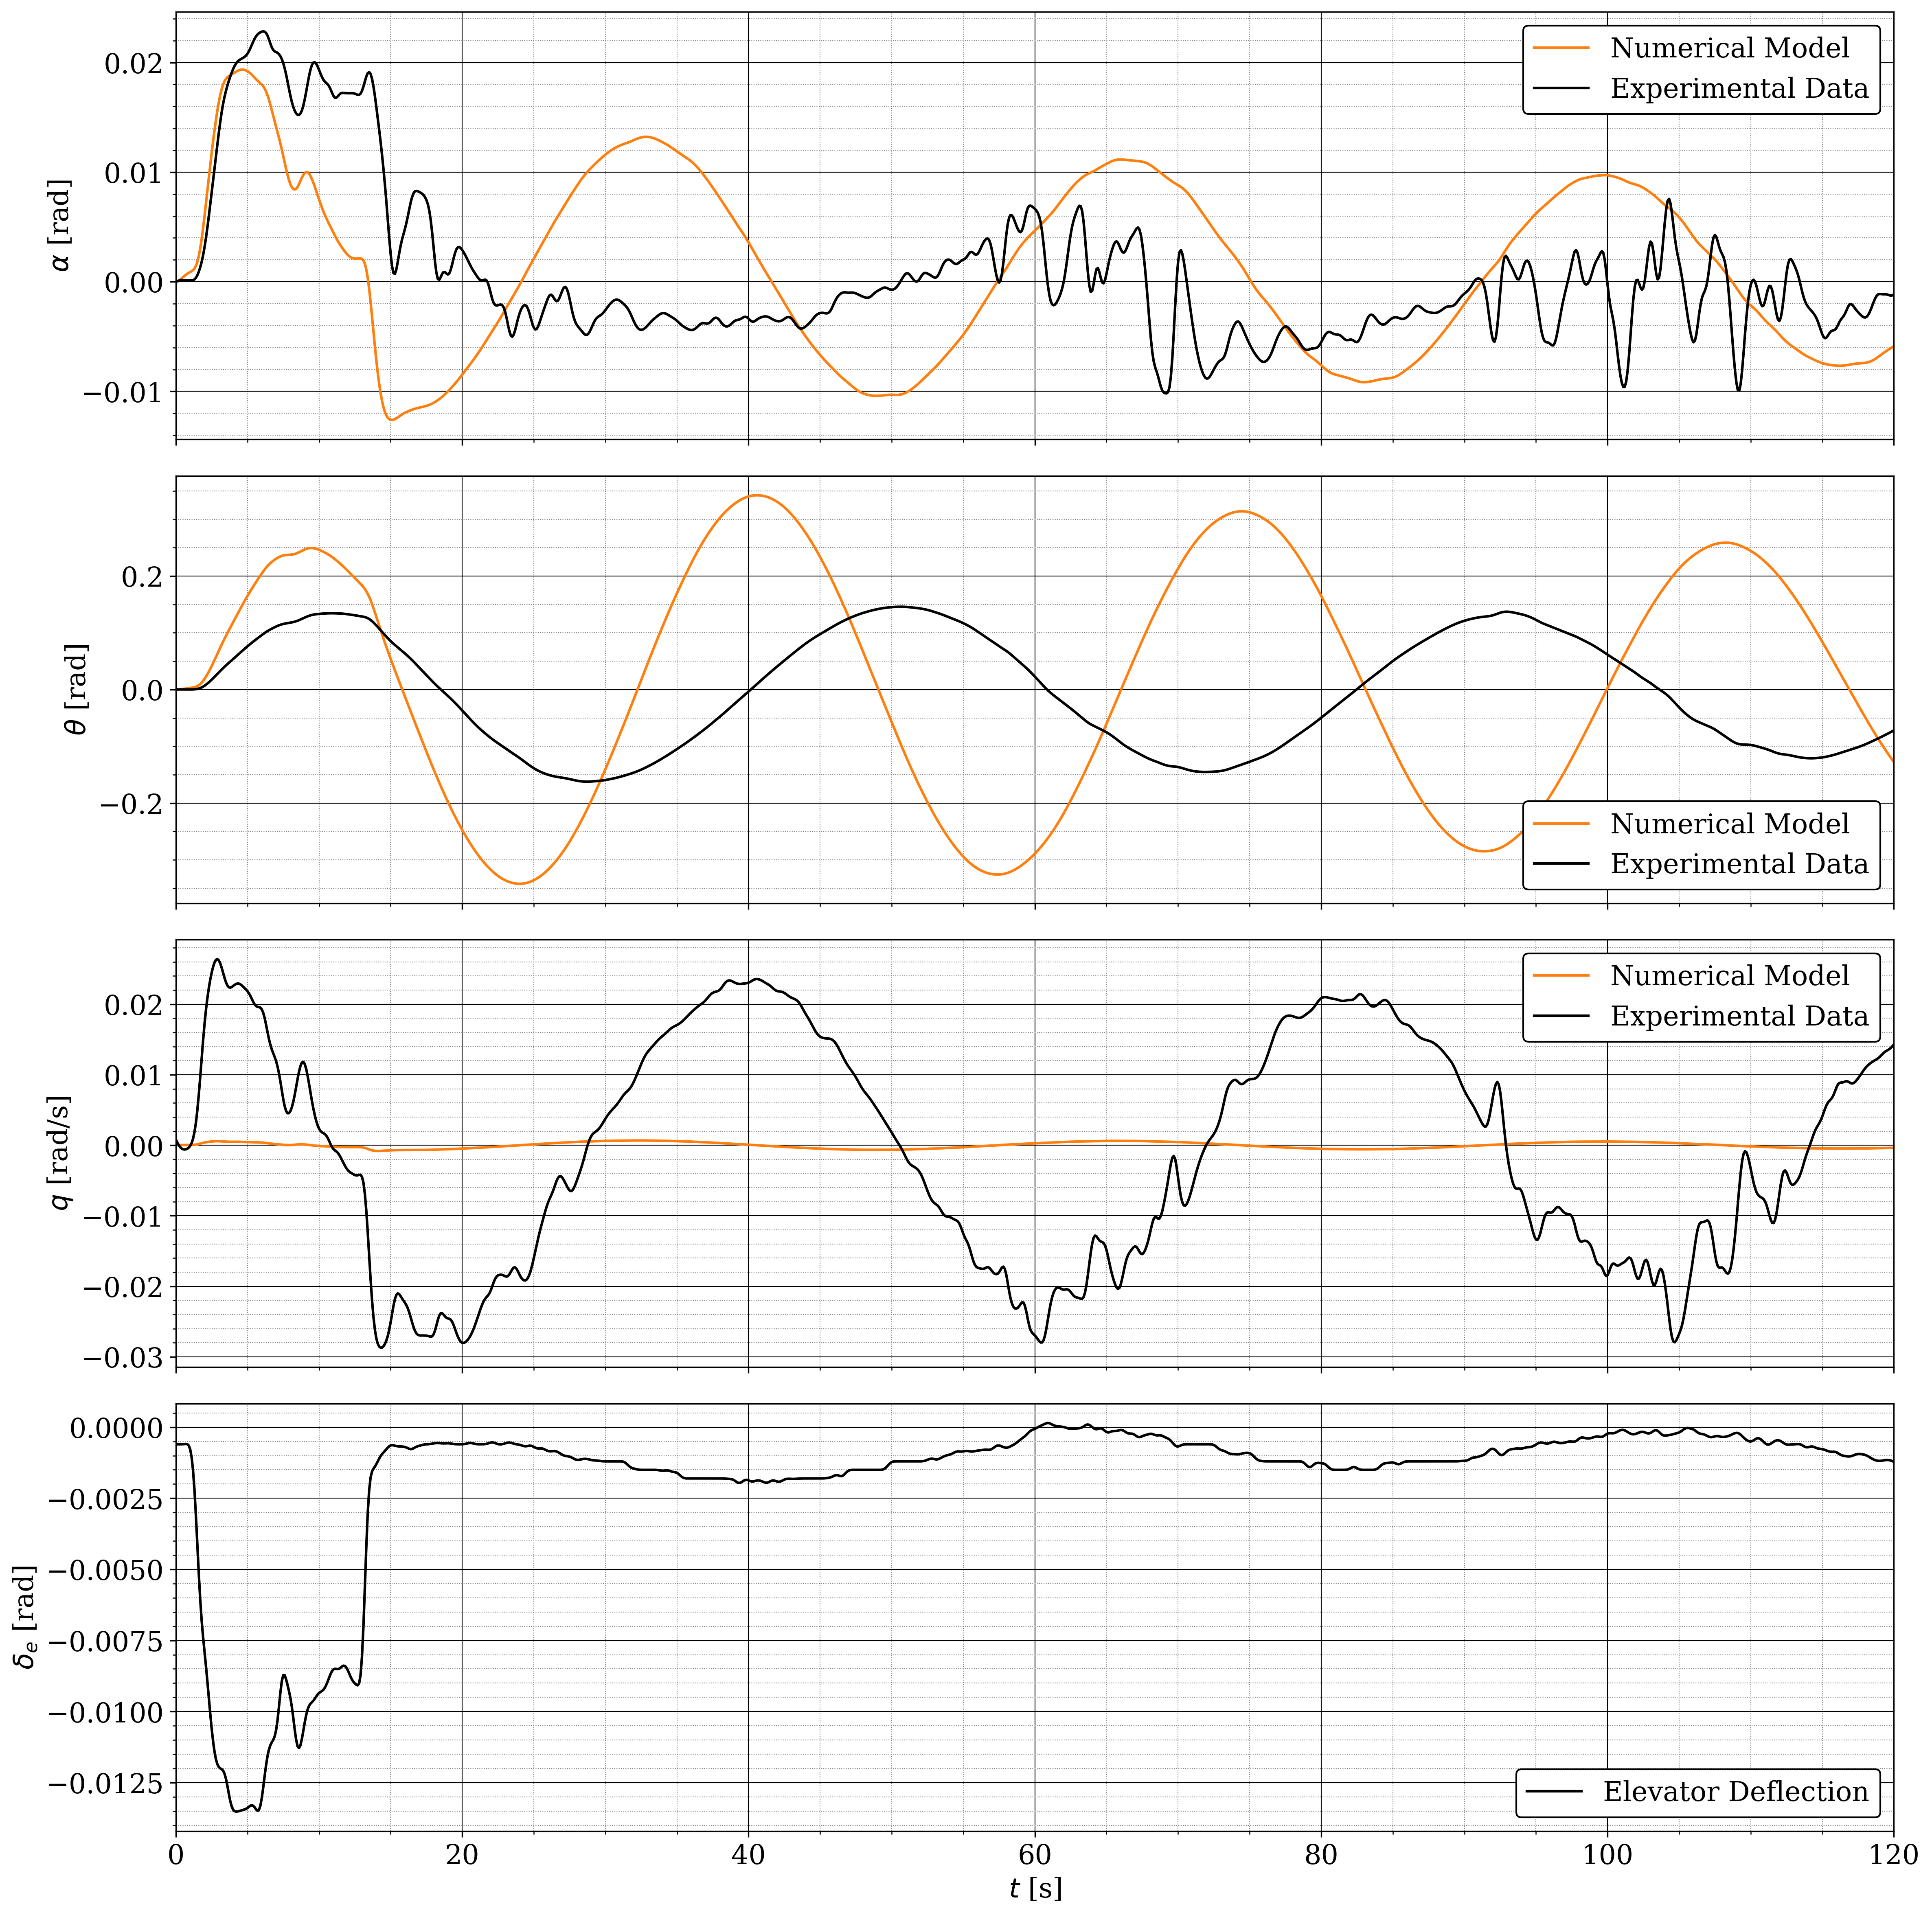 0.02
0.01
0.00
−0.01
α [rad]
Numerical Model
Experimental Data
0.2
0.0
−0.2
θ [rad]
Numerical Model
Experimental Data
0.02
0.01
0.00
−0.01
−0.02
−0.03
q [rad/s]
Numerical Model
Experimental Data
0.0000
−0.0025
−0.0050
−0.0075
−0.0100
−0.0125
δe [rad]
Elevator Deflection
0 20 40 60 80 100 120
t [s]